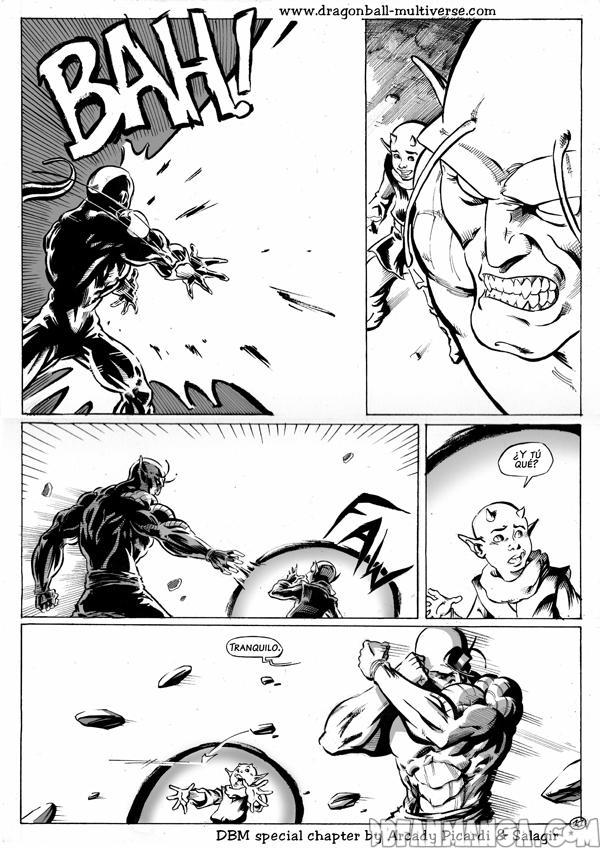 www.dragonball-multiverse.com
BAH!
FAW
¿Y TÚ
QUÉ?
TRANQUILO.
DBM special chapter by Arcady Picardi & Salagir